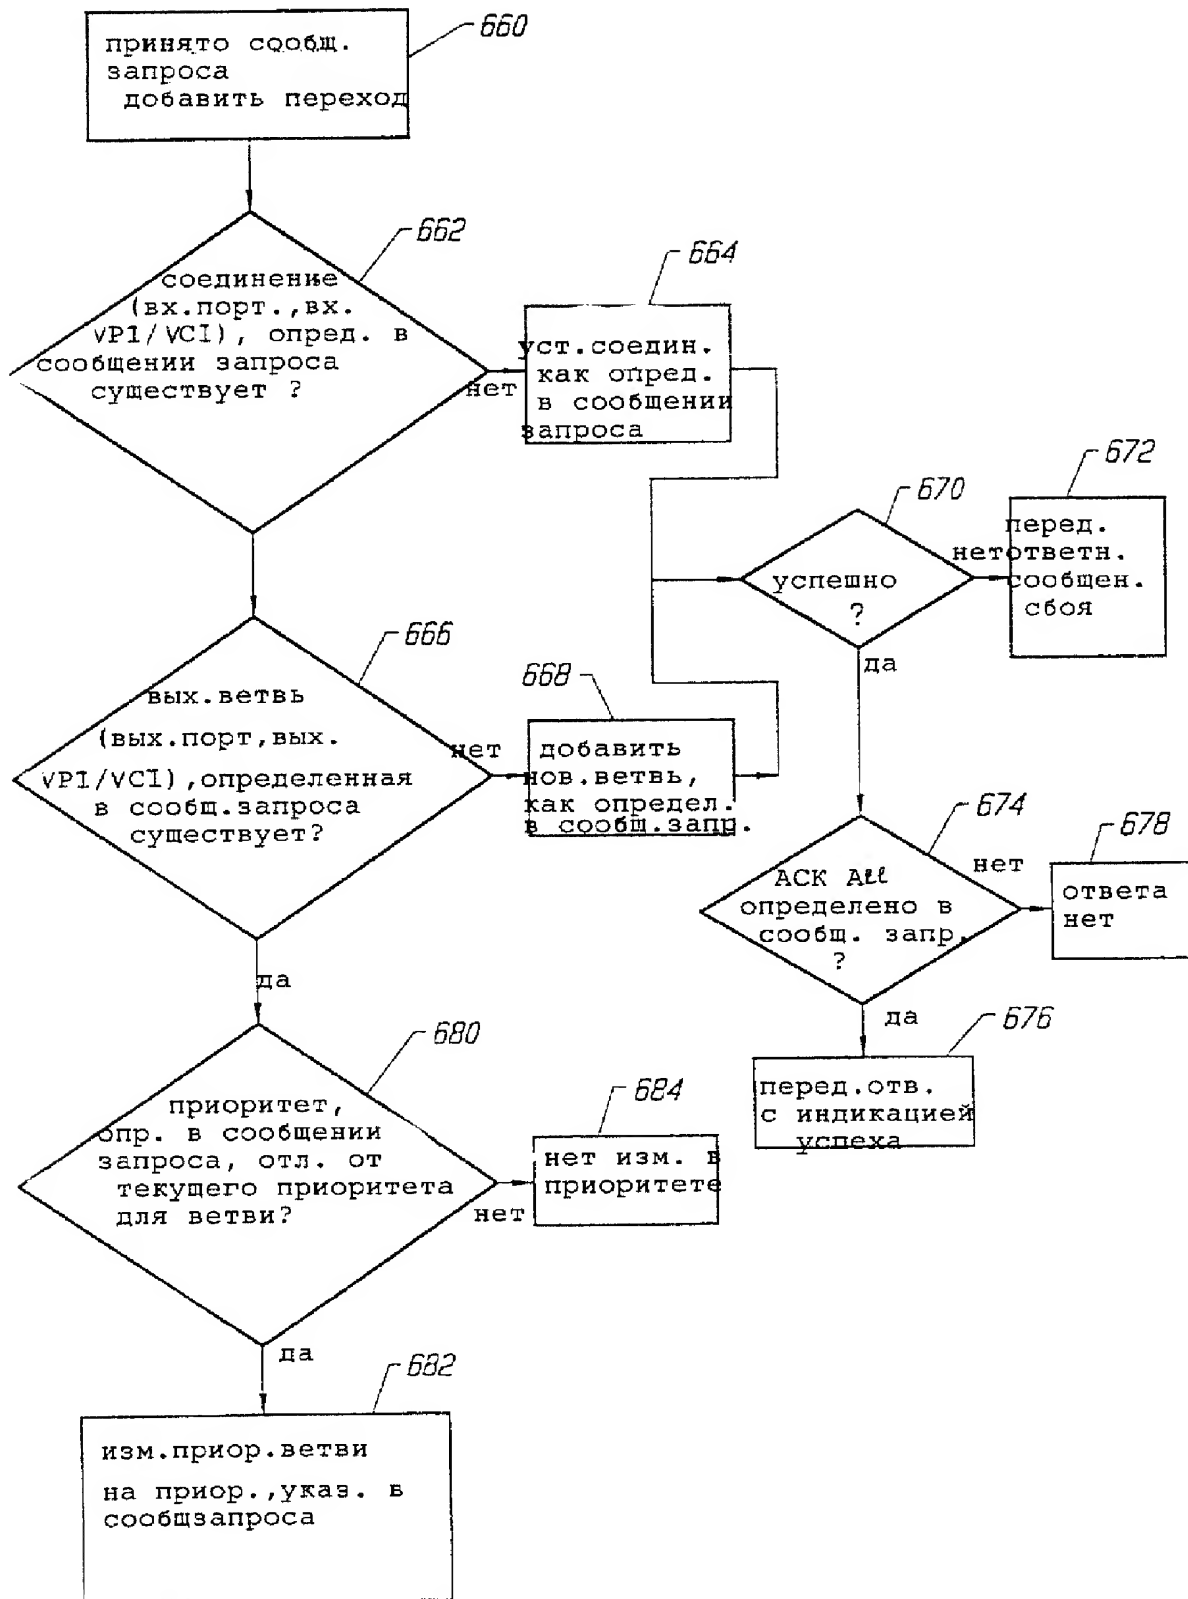 660
принято сообщ.
запроса
добавить переход
662
соединение
(вх.порт.,вх.
VPI/VCI), опред. в
сообщении запроса
существует ?
нет
664
уст.соедин.
как опред.
в сообщении
запроса
666
вых.ветвь
(вых.порт,вых.
VPI/VCI),определенная
в сообщ.запроса
существует?
нет
668
добавить
нов.ветвь,
как определ.
в сообщ.запр.
670
успешно
?
нет
да
672
перед.
ответн.
сообщен.
сбоя
674
АСК All
определено в
сообщ. запр.
?
нет
да
678
ответа
нет
676
перед.отв.
с индикацией
успеха
да
680
приоритет,
опр. в сообщении
запроса, отл. от
текущего приоритета
для ветви?
нет
684
нет изм. в
приоритете
да
682
изм.приор.ветви
на приор.,указ. в
сообщзапроса